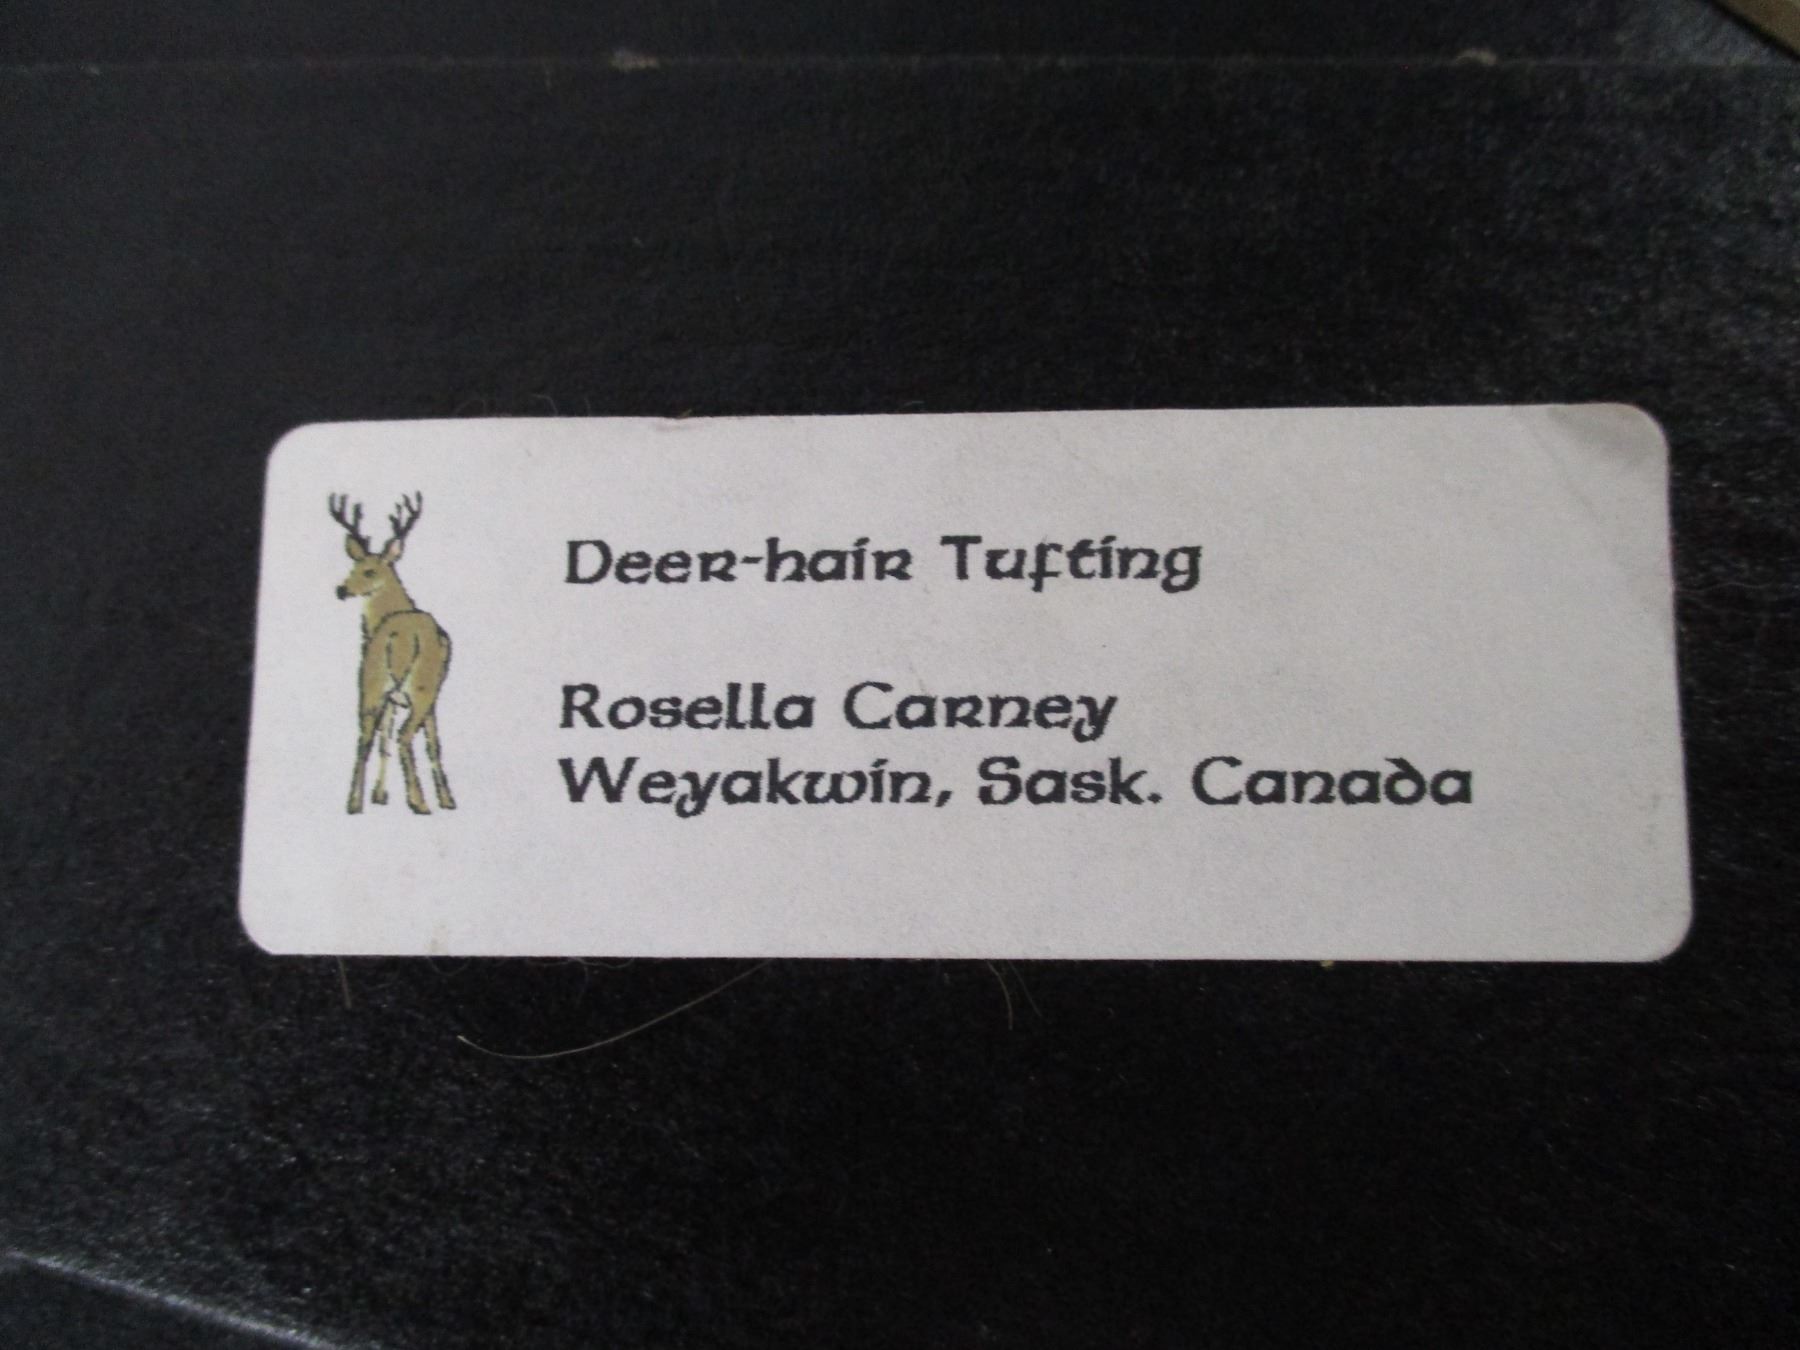 Deer-hair Tufting
Rosella Carney
Weyakwin, Sask. Canada